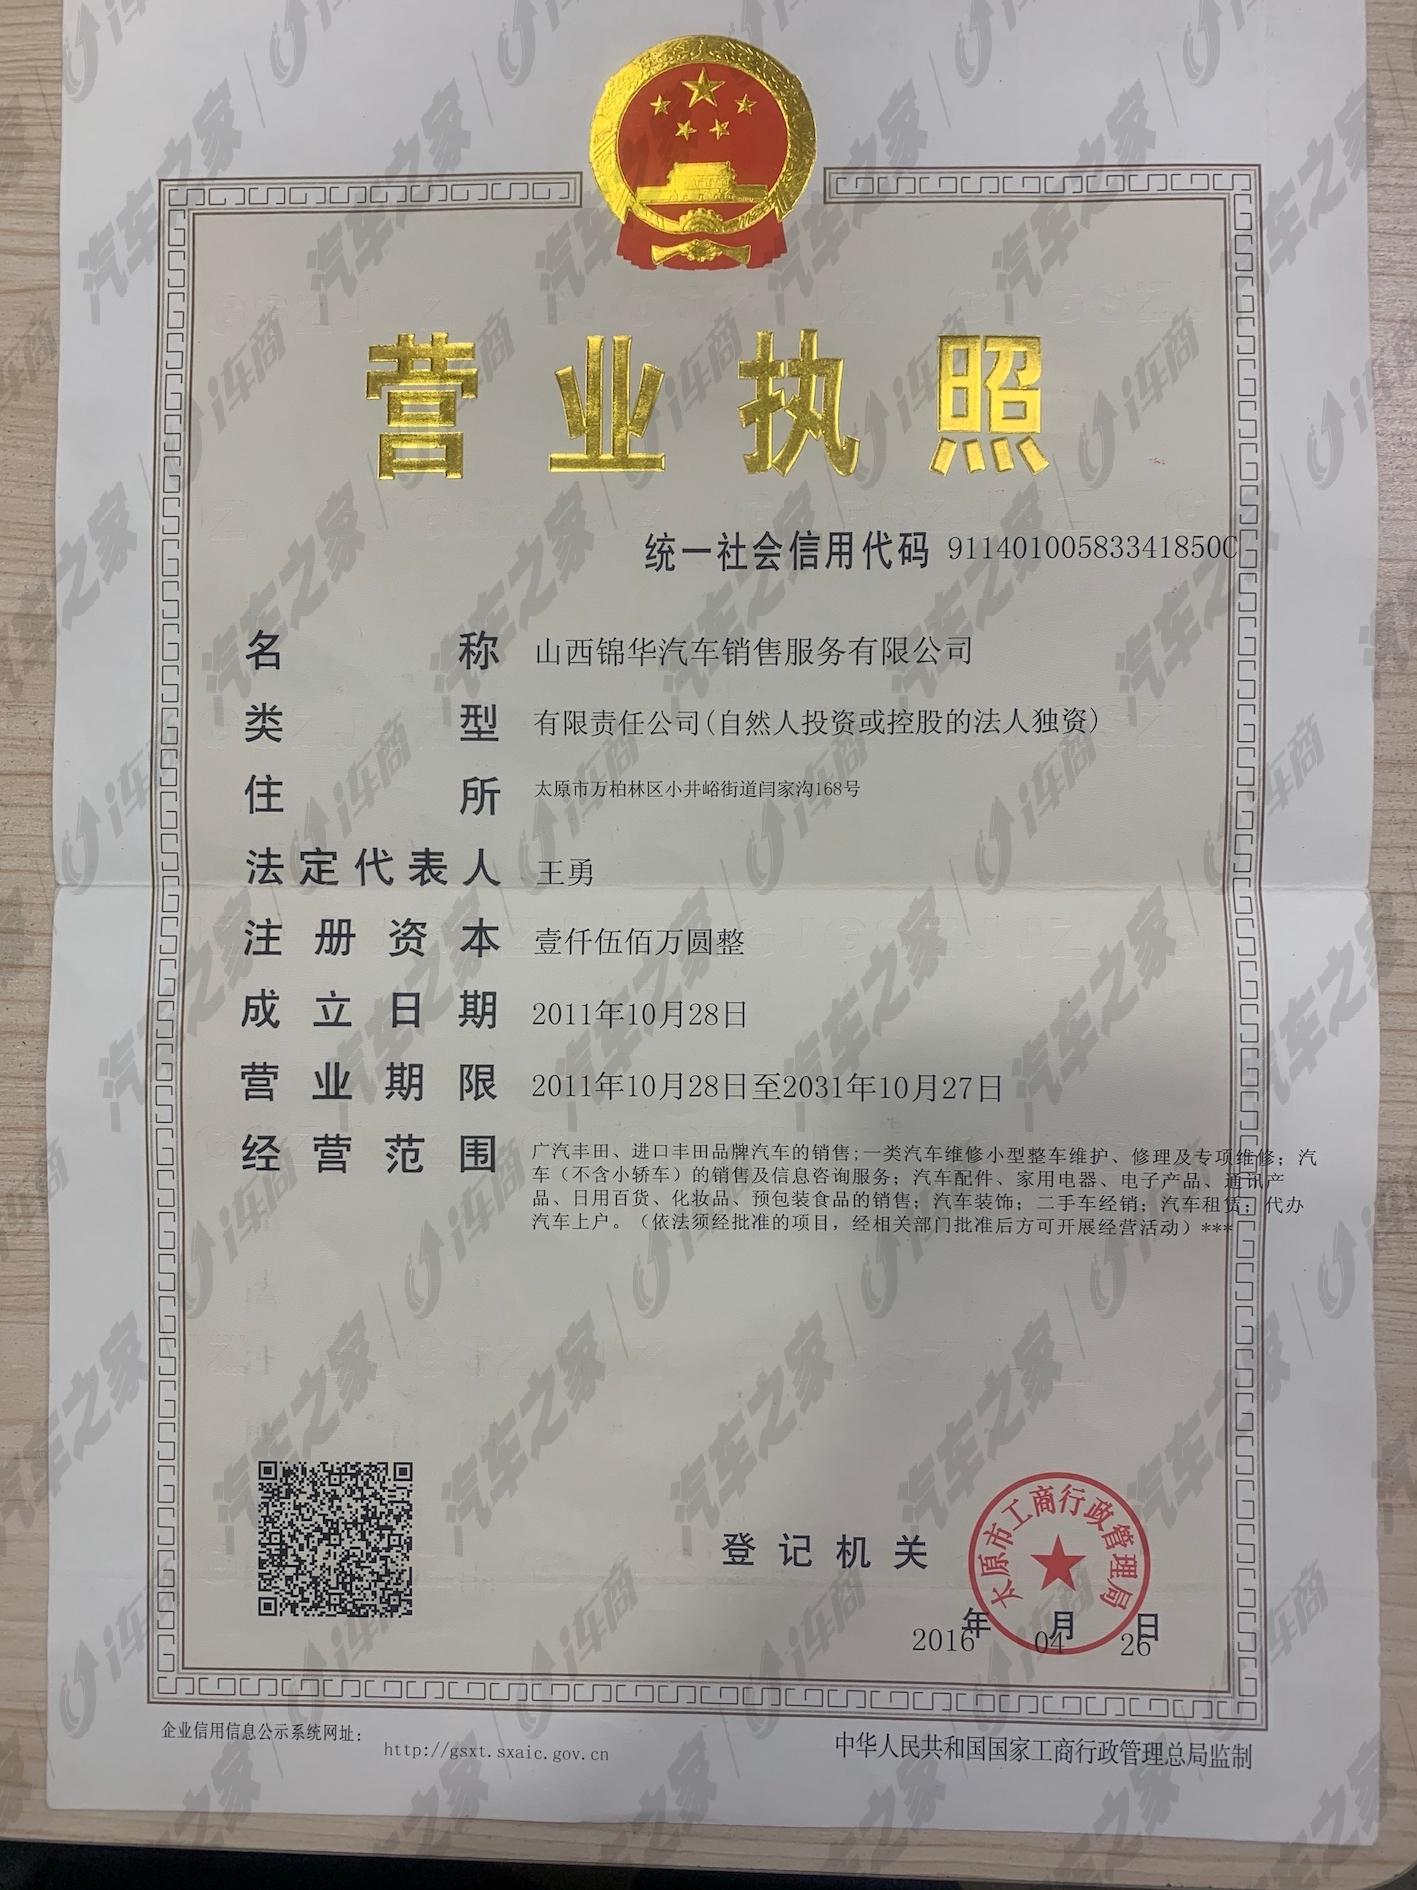 营业执照
统一社会信用代码 91140100583341850C
名称 山西锦华汽车销售服务有限公司
类型 有限责任公司(自然人投资或控股的法人独资)
住所 太原市万柏林区小井峪街道闫家沟168号
法定代表人 王勇
注册资本 壹仟伍佰万圆整
成立日期 2011年10月28日
营业期限 2011年10月28日至2031年10月27日
经营范围 广汽丰田、进口丰田品牌汽车的销售;一类汽车维修小型整车维护、修理及专项维修；汽
车（不含小轿车）的销售及信息咨询服务；汽车配件、家用电器、电子产品、通讯产
品、日用百货、化妆品、预包装食品的销售；汽车装饰；二手车经销；汽车租赁；代办
汽车上户。（依法须经批准的项目，经相关部门批准后方可开展经营活动）***
登记机关
太原市工商行政管理局
2016年04月26日
企业信用信息公示系统网址：
http://gsxt.sxaic.gov.cn
中华人民共和国国家工商行政管理总局监制
汽车之家 i车商